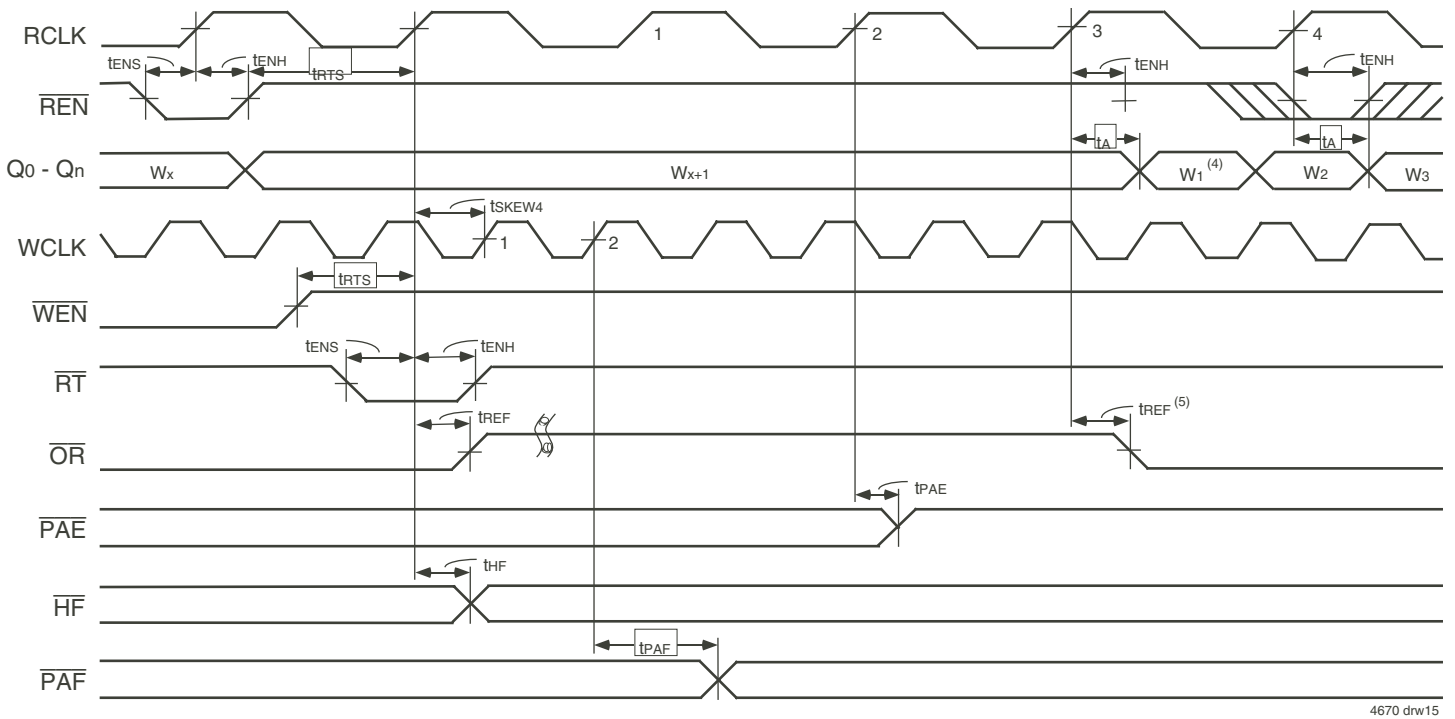 RCLK 1 2 3 4
tENS tENH tRTS tENH tENH
REN
tA tA
Q0 - Qn Wx Wx+1 W1 (4) W2 W3
tSKEW4
WCLK 1 2
tRTS
WEN
tENS tENH
RT
tREF tREF (5)
OR
tPAE
PAE
tHF
HF
tPAF
PAF
4670 drw15